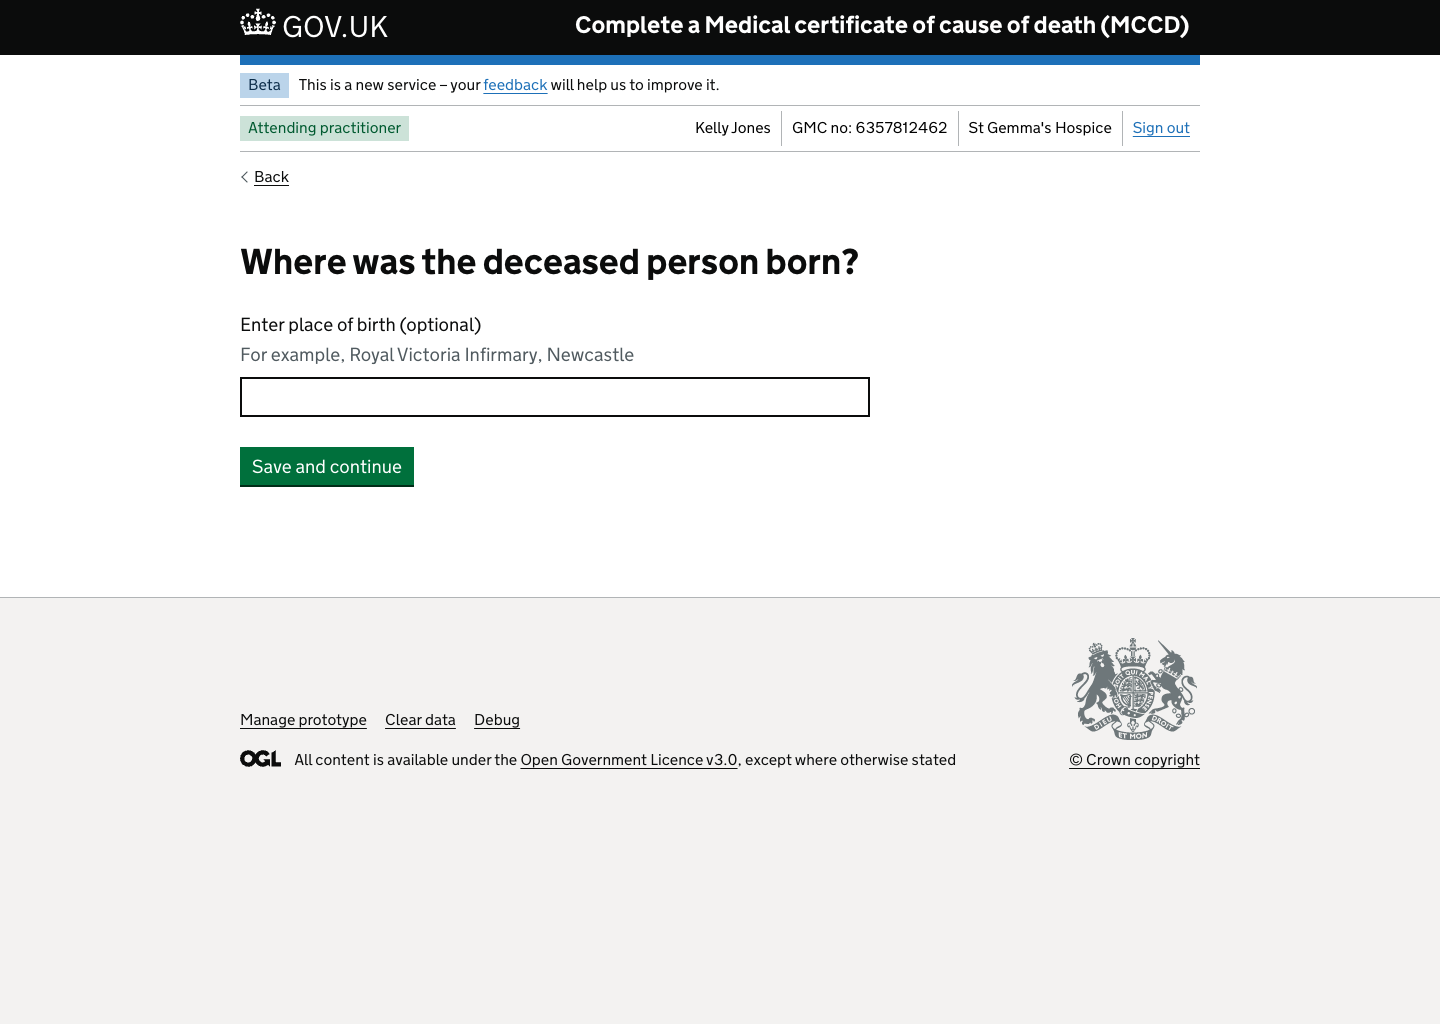 GOV.UK
Complete a Medical certificate of cause of death (MCCD)
Beta This is a new service – your feedback will help us to improve it.
Attending practitioner
Kelly Jones
GMC no: 6357812462
St Gemma's Hospice
Sign out
Back
Where was the deceased person born?
Enter place of birth (optional)
For example, Royal Victoria Infirmary, Newcastle
Save and continue
Manage prototype Clear data Debug
DIEU ET MON DROIT
OGL All content is available under the Open Government Licence v3.0, except where otherwise stated
© Crown copyright